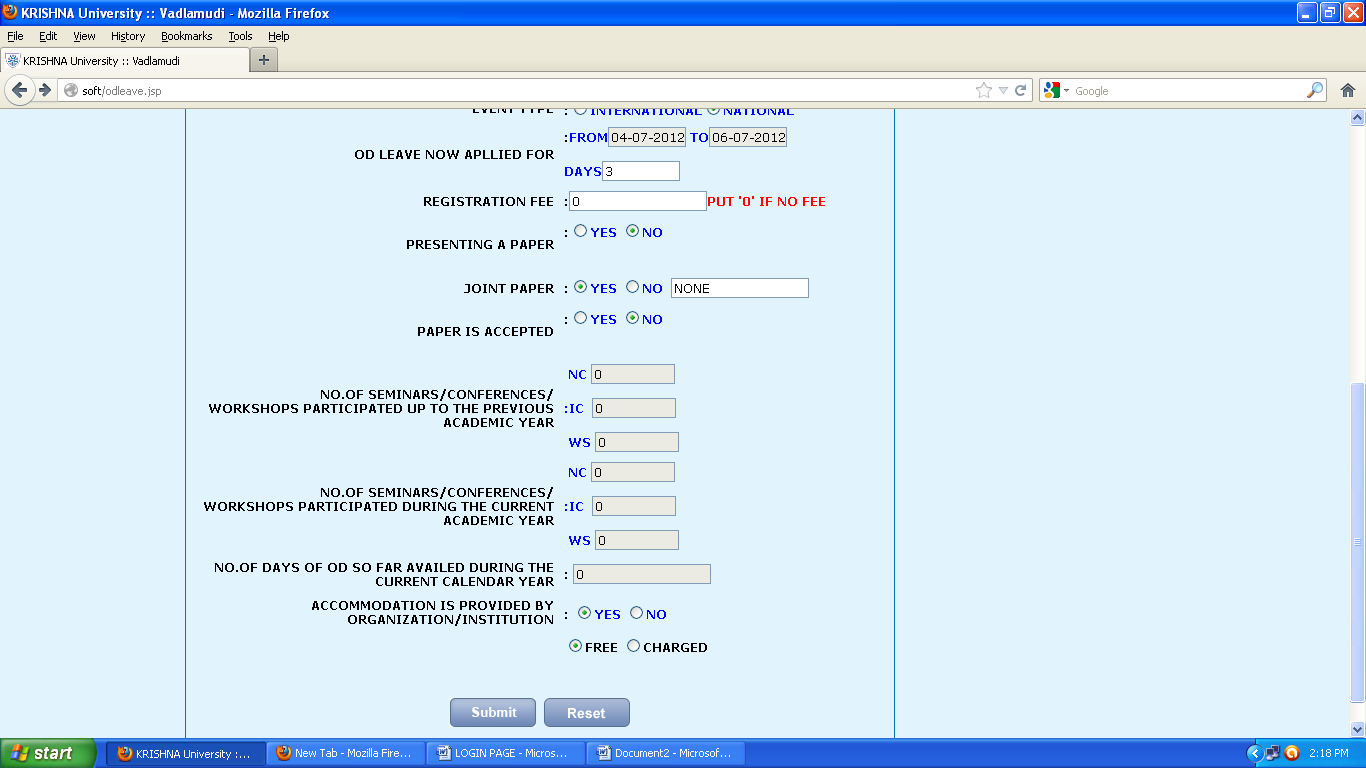 KRISHNA University :: Vadlamudi - Mozilla Firefox
File Edit View History Bookmarks Tools Help
KRISHNA University :: Vadlamudi
soft/odleave.jsp
Google
EVENT TYPE : INTERNATIONAL NATIONAL
:FROM 04-07-2012 TO 06-07-2012
OD LEAVE NOW APLLIED FOR
DAYS 3
REGISTRATION FEE : 0 PUT '0' IF NO FEE
: YES NO
PRESENTING A PAPER
JOINT PAPER : YES NO NONE
: YES NO
PAPER IS ACCEPTED
NC 0
NO.OF SEMINARS/CONFERENCES/
WORKSHOPS PARTICIPATED UP TO THE PREVIOUS :IC 0
ACADEMIC YEAR
WS 0
NC 0
NO.OF SEMINARS/CONFERENCES/
WORKSHOPS PARTICIPATED DURING THE CURRENT :IC 0
ACADEMIC YEAR
WS 0
NO.OF DAYS OF OD SO FAR AVAILED DURING THE
CURRENT CALENDAR YEAR : 0
ACCOMMODATION IS PROVIDED BY
ORGANIZATION/INSTITUTION : YES NO
FREE CHARGED
Submit Reset
start KRISHNA University :... New Tab - Mozilla Fire... LOGIN PAGE - Micros... Document2 - Microsof... 2:18 PM